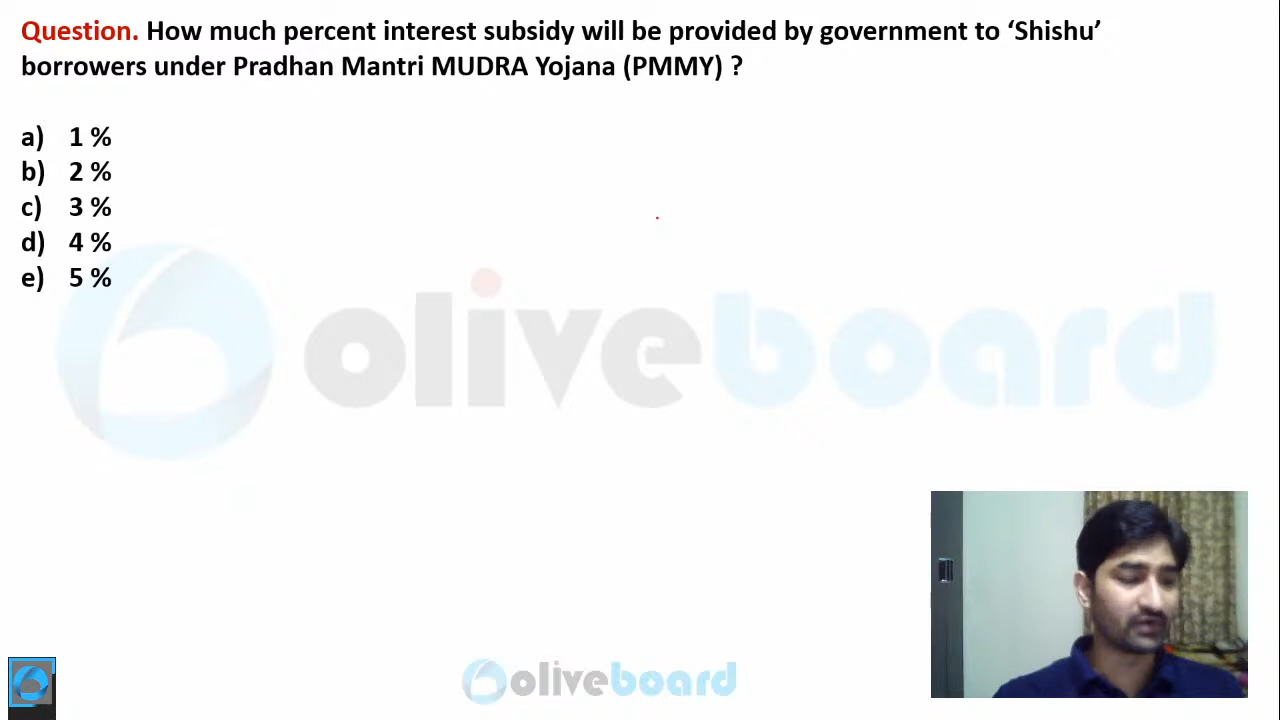 Question. How much percent interest subsidy will be provided by government to ‘Shishu’
borrowers under Pradhan Mantri MUDRA Yojana (PMMY) ?
a) 1 %
b) 2 %
c) 3 %
d) 4 %
e) 5 %
oliveboard
oliveboard